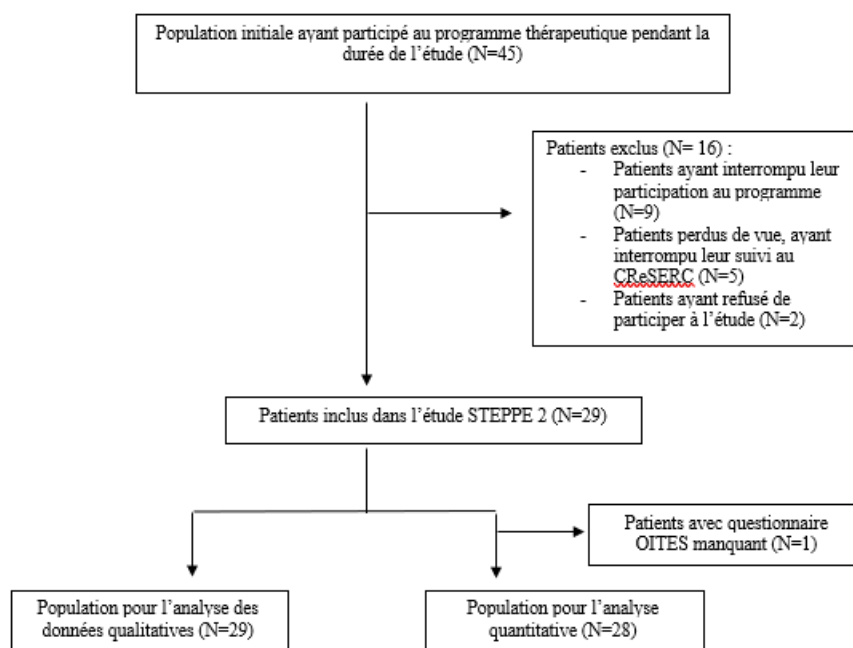 Population initiale ayant participé au programme thérapeutique pendant la
durée de l’étude (N=45)
Patients exclus (N= 16) :
- Patients ayant interrompu leur
participation au programme
(N=9)
- Patients perdus de vue, ayant
interrompu leur suivi au
CReSERC (N=5)
- Patients ayant refusé de
participer à l’étude (N=2)
Patients inclus dans l’étude STEPPE 2 (N=29)
Patients avec questionnaire
OITES manquant (N=1)
Population pour l’analyse des
données qualitatives (N=29)
Population pour l’analyse
quantitative (N=28)